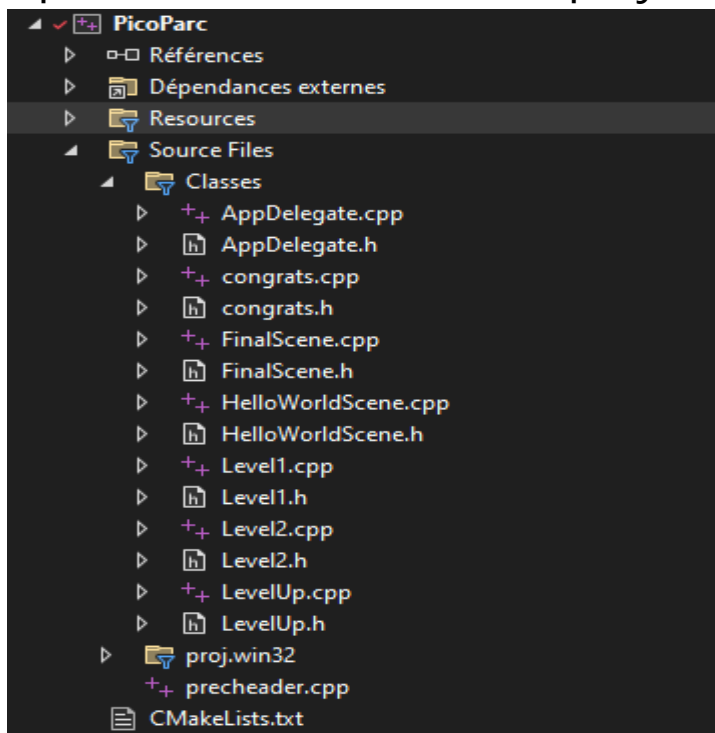 PicoParc
Références
Dépendances externes
Resources
Source Files
Classes
AppDelegate.cpp
AppDelegate.h
congrats.cpp
congrats.h
FinalScene.cpp
FinalScene.h
HelloWorldScene.cpp
HelloWorldScene.h
Level1.cpp
Level1.h
Level2.cpp
Level2.h
LevelUp.cpp
LevelUp.h
proj.win32
precheader.cpp
CMakeLists.txt